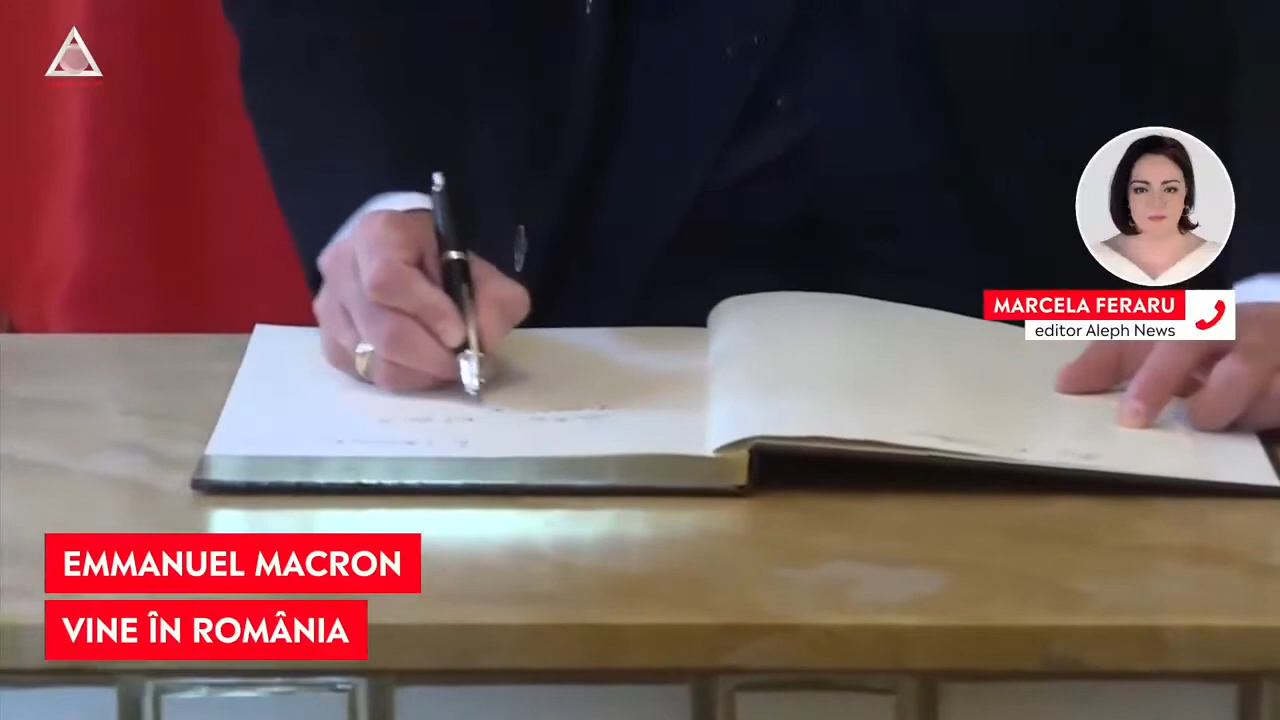 MARCELA FERARU
editor Aleph News
EMMANUEL MACRON
VINE ÎN ROMÂNIA